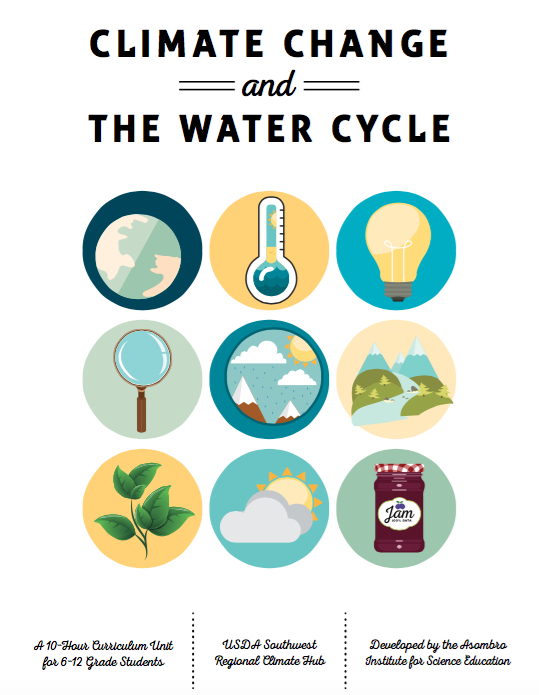 CLIMATE CHANGE
and
THE WATER CYCLE
Jam
100% DATA
A 10-Hour Curriculum Unit
for 6-12 Grade Students
USDA Southwest
Regional Climate Hub
Developed by the Asombro
Institute for Science Education